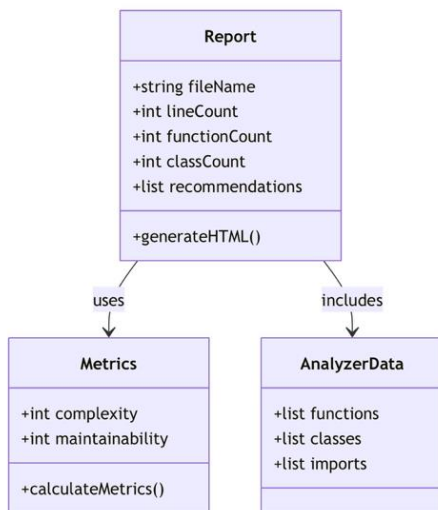 Report
+string fileName
+int lineCount
+int functionCount
+int classCount
+list recommendations
+generateHTML()
uses
includes
Metrics
+int complexity
+int maintainability
+calculateMetrics()
AnalyzerData
+list functions
+list classes
+list imports